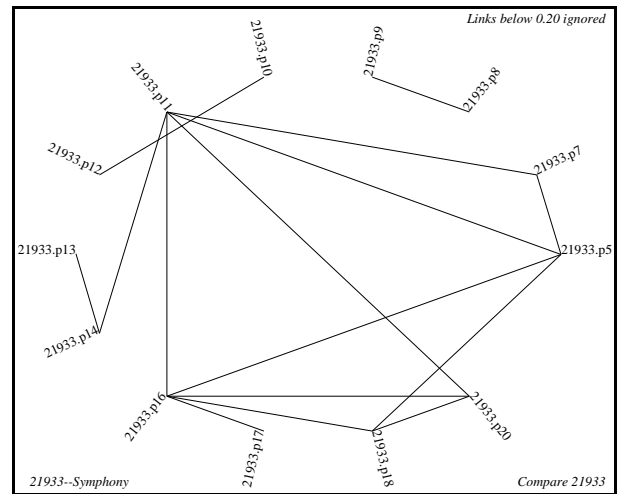 Links below 0.20 ignored
21933.p9
21933.p10
21933.p8
21933.p11
21933.p7
21933.p12
21933.p13
21933.p5
21933.p14
21933.p16
21933.p20
21933.p17
21933.p18
21933--Symphony
Compare 21933